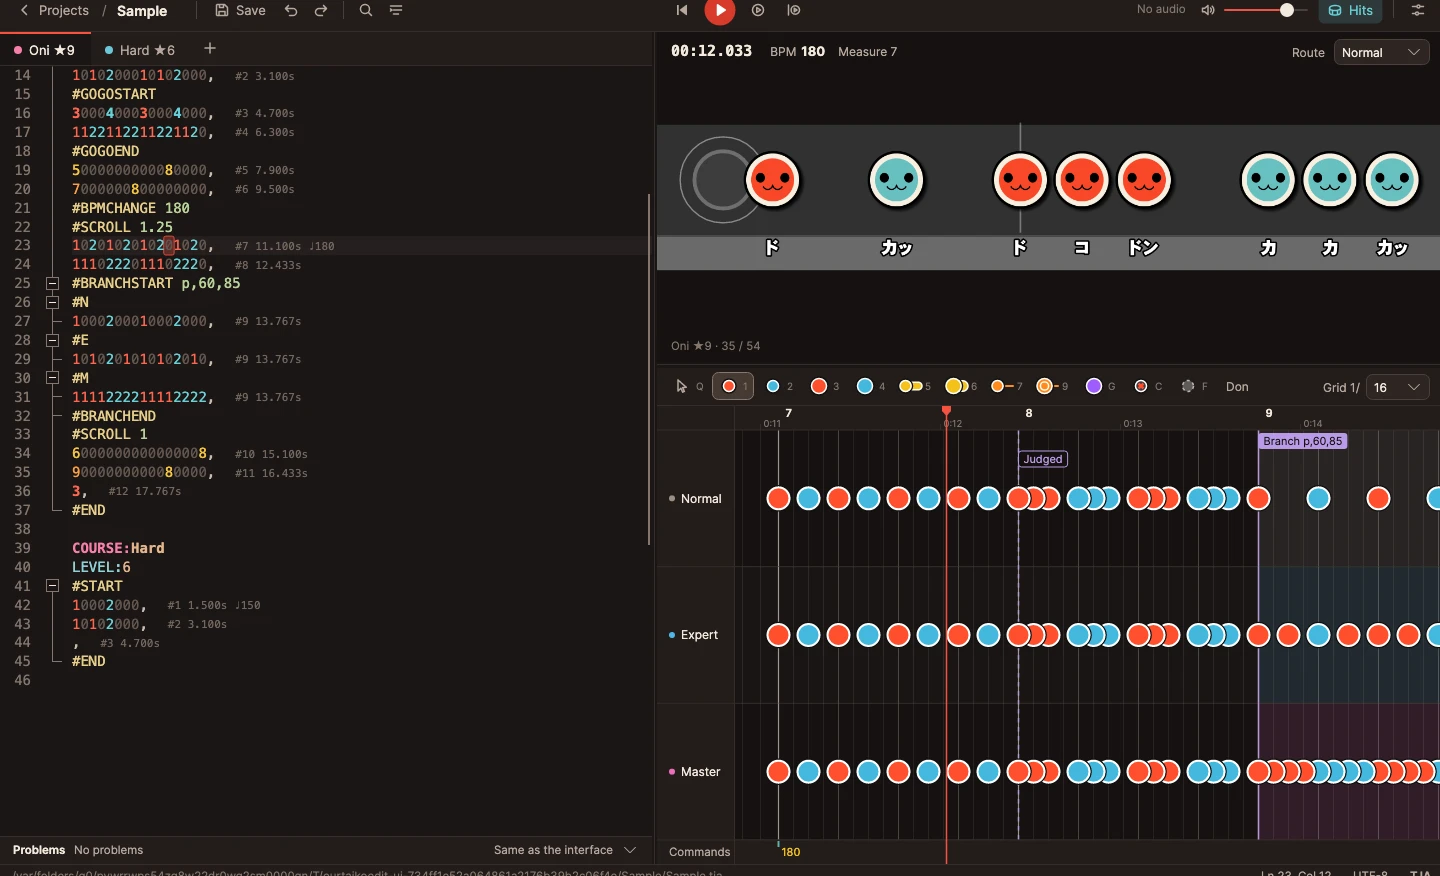 Projects / Sample Save No audio Hits
Oni ★9 Hard ★6 +
14 1010200010102000, #2 3.100s
15 #GOGOSTART
16 3000400030004000, #3 4.700s
17 1122112211221120, #4 6.300s
18 #GOGOEND
19 5000000000080000, #5 7.900s
20 7000000800000000, #6 9.500s
21 #BPMCHANGE 180
22 #SCROLL 1.25
23 1020102010201020, #7 11.100s ♩180
24 1110222011102220, #8 12.433s
25 #BRANCHSTART p,60,85
26 #N
27 1000200010002000, #9 13.767s
28 #E
29 1010201010102010, #9 13.767s
30 #M
31 1111222211112222, #9 13.767s
32 #BRANCHEND
33 #SCROLL 1
34 6000000000000008, #10 15.100s
35 9000000000080000, #11 16.433s
36 3, #12 17.767s
37 #END
38
39 COURSE:Hard
40 LEVEL:6
41 #START
42 10002000, #1 1.500s ♩150
43 10102000, #2 3.100s
44 , #3 4.700s
45 #END
46
Problems No problems Same as the interface
00:12.033 BPM 180 Measure 7 Route Normal
ド カッ ド コ ドン カ カ カッ
Oni ★9 · 35 / 54
Q 1 2 3 4 5 6 7 9 G C F Don Grid 1/ 16
7 8 9
0:11 0:12 0:13 0:14
Branch p,60,85
Judged
Normal
Expert
Master
Commands 180
Ln 23, Col 12 UTF-8 TJA